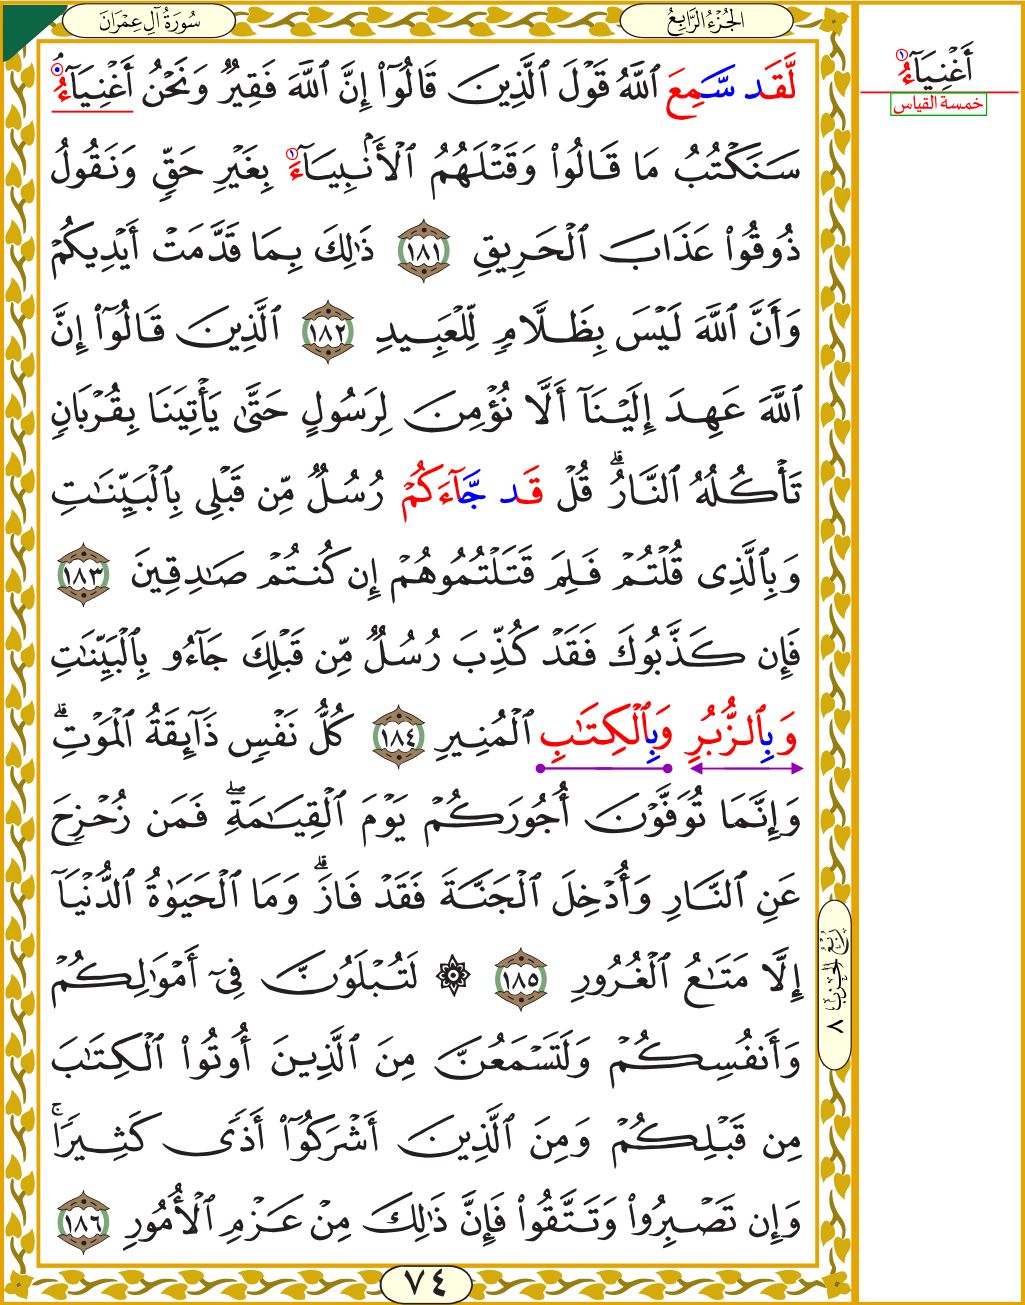 سُورَةُ آلِ عِمۡرَان
الجُزۡءُ الرَّابِعُ
لَّقَد سَّمِعَ ٱللَّهُ قَوۡلَ ٱلَّذِينَ قَالُوٓاْ إِنَّ ٱللَّهَ فَقِيرٞ وَنَحۡنُ أَغۡنِيَآءُ
سَنَكۡتُبُ مَا قَالُواْ وَقَتۡلَهُمُ ٱلۡأَنۢبِيَآءَ بِغَيۡرِ حَقّٖ وَنَقُولُ
ذُوقُواْ عَذَابَ ٱلۡحَرِيقِ ١٨١ ذَٰلِكَ بِمَا قَدَّمَتۡ أَيۡدِيكُمۡ
وَأَنَّ ٱللَّهَ لَيۡسَ بِظَلَّامٖ لِّلۡعَبِيدِ ١٨٢ ٱلَّذِينَ قَالُوٓاْ إِنَّ
ٱللَّهَ عَهِدَ إِلَيۡنَآ أَلَّا نُؤۡمِنَ لِرَسُولٍ حَتَّىٰ يَأۡتِيَنَا بِقُرۡبَانٖ
تَأۡكُلُهُ ٱلنَّارُۗ قُلۡ قَد جَّآءَكُمۡ رُسُلٞ مِّن قَبۡلِي بِٱلۡبَيِّنَٰتِ
وَبِٱلَّذِي قُلۡتُمۡ فَلِمَ قَتَلۡتُمُوهُمۡ إِن كُنتُمۡ صَٰدِقِينَ ١٨٣
فَإِن كَذَّبُوكَ فَقَدۡ كُذِّبَ رُسُلٞ مِّن قَبۡلِكَ جَآءُو بِٱلۡبَيِّنَٰتِ
وَبِٱلزُّبُرِ وَبِٱلۡكِتَٰبِ ٱلۡمُنِيرِ ١٨٤ كُلُّ نَفۡسٖ ذَآئِقَةُ ٱلۡمَوۡتِۗ
وَإِنَّمَا تُوَفَّوۡنَ أُجُورَكُمۡ يَوۡمَ ٱلۡقِيَٰمَةِۖ فَمَن زُحۡزِحَ
عَنِ ٱلنَّارِ وَأُدۡخِلَ ٱلۡجَنَّةَ فَقَدۡ فَازَۗ وَمَا ٱلۡحَيَوٰةُ ٱلدُّنۡيَآ
إِلَّا مَتَٰعُ ٱلۡغُرُورِ ١٨٥ ۞ لَتُبۡلَوُنَّ فِيٓ أَمۡوَٰلِكُمۡ
وَأَنفُسِكُمۡ وَلَتَسۡمَعُنَّ مِنَ ٱلَّذِينَ أُوتُواْ ٱلۡكِتَٰبَ
مِن قَبۡلِكُمۡ وَمِنَ ٱلَّذِينَ أَشۡرَكُوٓاْ أَذٗى كَثِيرٗاۚ
وَإِن تَصۡبِرُواْ وَتَتَّقُواْ فَإِنَّ ذَٰلِكَ مِنۡ عَزۡمِ ٱلۡأُمُورِ ١٨٦
٧٤
أَغۡنِيَآءُ ١
خمسة القياس
رُبۡعُ الحِزۡب ٨